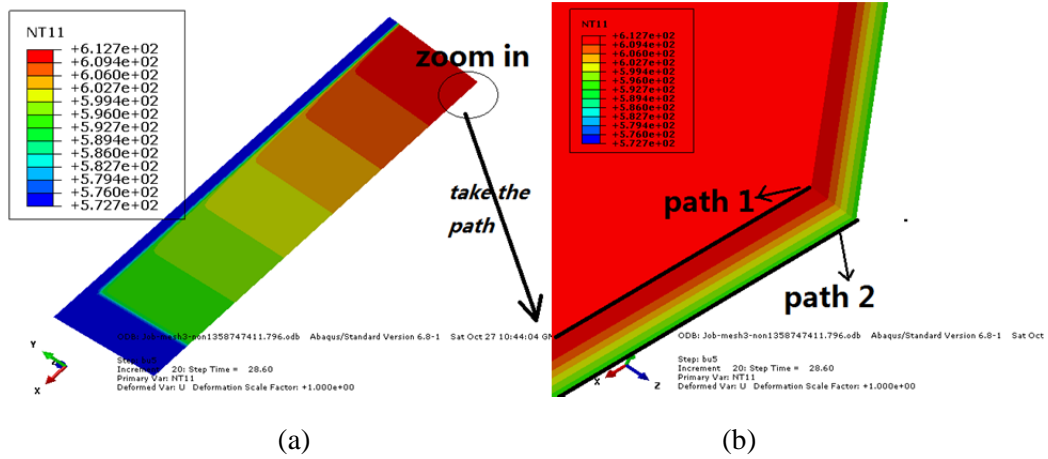 NT11
+6.127e+02
+6.094e+02
+6.060e+02
+6.027e+02
+5.994e+02
+5.960e+02
+5.927e+02
+5.894e+02
+5.860e+02
+5.827e+02
+5.794e+02
+5.760e+02
+5.727e+02
zoom in
take the
path
Y
X
ODB: Job-mesh3-non1358747411.796.odb Abaqus/Standard Version 6.8-1 Sat Oct 27 10:44:04 GM
Step: bu5
Increment 20: Step Time = 28.60
Primary Var: NT11
Deformed Var: U Deformation Scale Factor: +1.000e+00
(a)
NT11
+6.127e+02
+6.094e+02
+6.060e+02
+6.027e+02
+5.994e+02
+5.960e+02
+5.927e+02
+5.894e+02
+5.860e+02
+5.827e+02
+5.794e+02
+5.760e+02
+5.727e+02
path 1
path 2
X
Z
ODB: Job-mesh3-non1358747411.796.odb Abaqus/Standard Version 6.8-1 Sat Oct
Step: bu5
Increment 20: Step Time = 28.60
Primary Var: NT11
Deformed Var: U Deformation Scale Factor: +1.000e+00
(b)